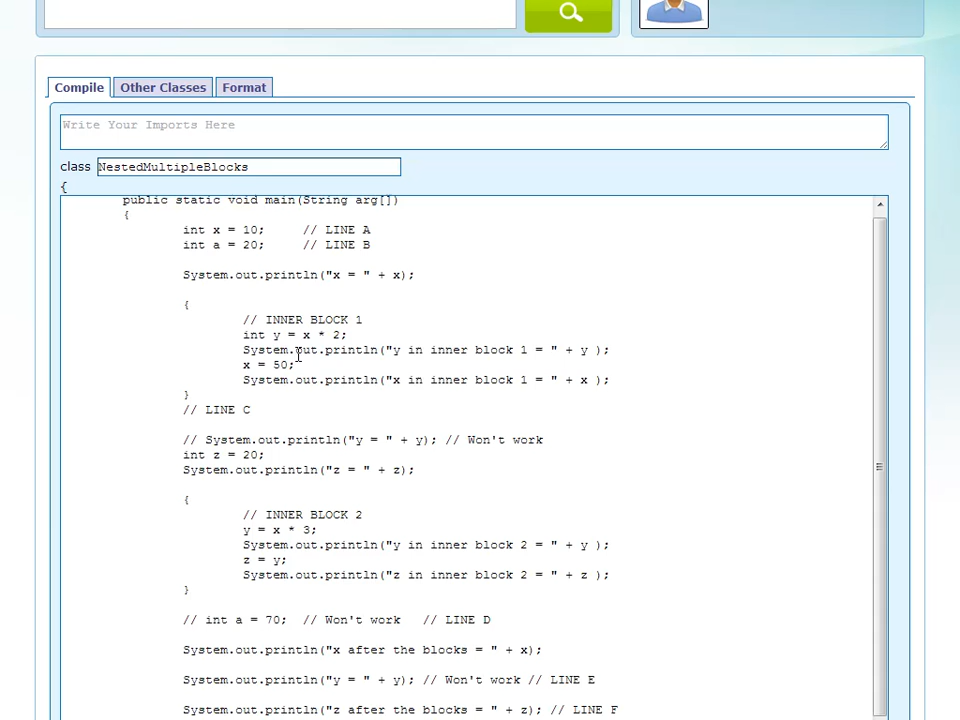 Compile Other Classes Format
Write Your Imports Here
class NestedMultipleBlocks
{
public static void main(String arg[])
{
int x = 10; // LINE A
int a = 20; // LINE B
System.out.println("x = " + x);
{
// INNER BLOCK 1
int y = x * 2;
System.out.println("y in inner block 1 = " + y );
x = 50;
System.out.println("x in inner block 1 = " + x );
}
// LINE C
// System.out.println("y = " + y); // Won't work
int z = 20;
System.out.println("z = " + z);
{
// INNER BLOCK 2
y = x * 3;
System.out.println("y in inner block 2 = " + y );
z = y;
System.out.println("z in inner block 2 = " + z );
}
// int a = 70; // Won't work // LINE D
System.out.println("x after the blocks = " + x);
System.out.println("y = " + y); // Won't work // LINE E
System.out.println("z after the blocks = " + z); // LINE F